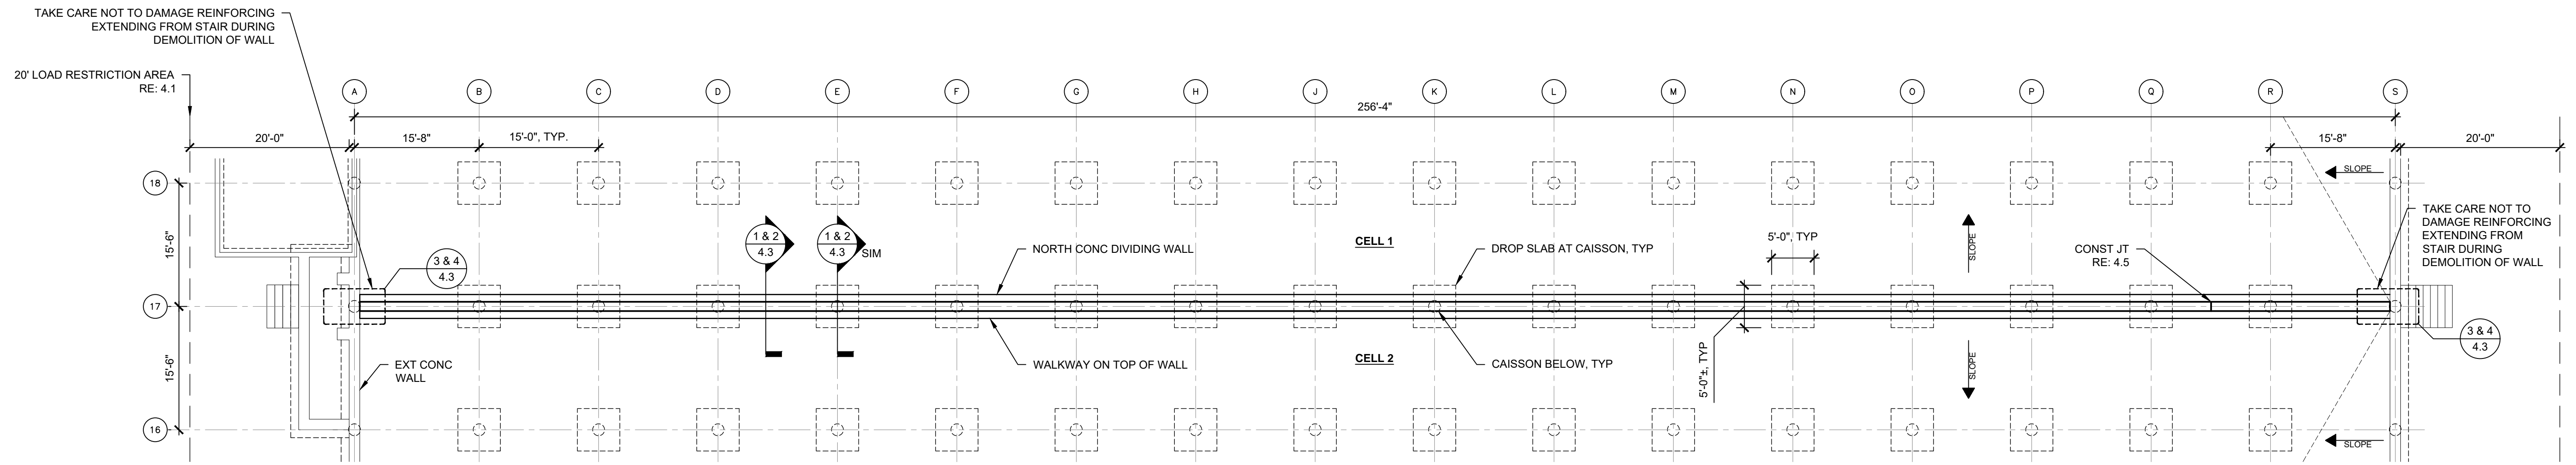 TAKE CARE NOT TO DAMAGE REINFORCING
EXTENDING FROM STAIR DURING
DEMOLITION OF WALL
20' LOAD RESTRICTION AREA
RE: 4.1
A
B
C
D
E
F
G
H
J
K
L
M
N
O
P
Q
R
S
256'-4"
20'-0"
15'-8"
15'-0", TYP.
15'-8"
20'-0"
18
SLOPE
15'-6"
1 & 2
4.3
1 & 2
4.3
SIM
NORTH CONC DIVIDING WALL
CELL 1
DROP SLAB AT CAISSON, TYP
5'-0", TYP
SLOPE
CONST JT
RE: 4.5
TAKE CARE NOT TO
DAMAGE REINFORCING
EXTENDING FROM
STAIR DURING
DEMOLITION OF WALL
3 & 4
4.3
17
15'-6"
EXT CONC
WALL
WALKWAY ON TOP OF WALL
CELL 2
CAISSON BELOW, TYP
5'-0"±, TYP
SLOPE
3 & 4
4.3
16
SLOPE